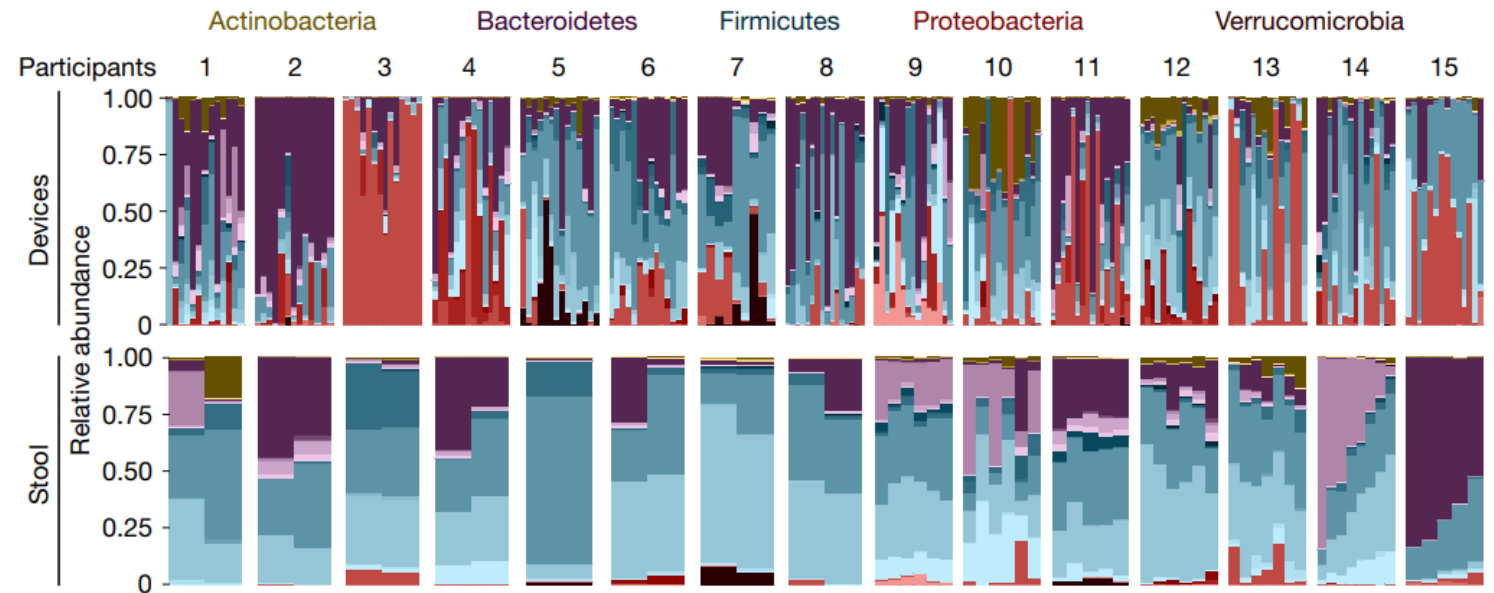 Actinobacteria Bacteroidetes Firmicutes Proteobacteria Verrucomicrobia
Participants 1 2 3 4 5 6 7 8 9 10 11 12 13 14 15
Devices
Relative abundance
1.00
0.75
0.50
0.25
0
Stool
1.00
0.75
0.50
0.25
0